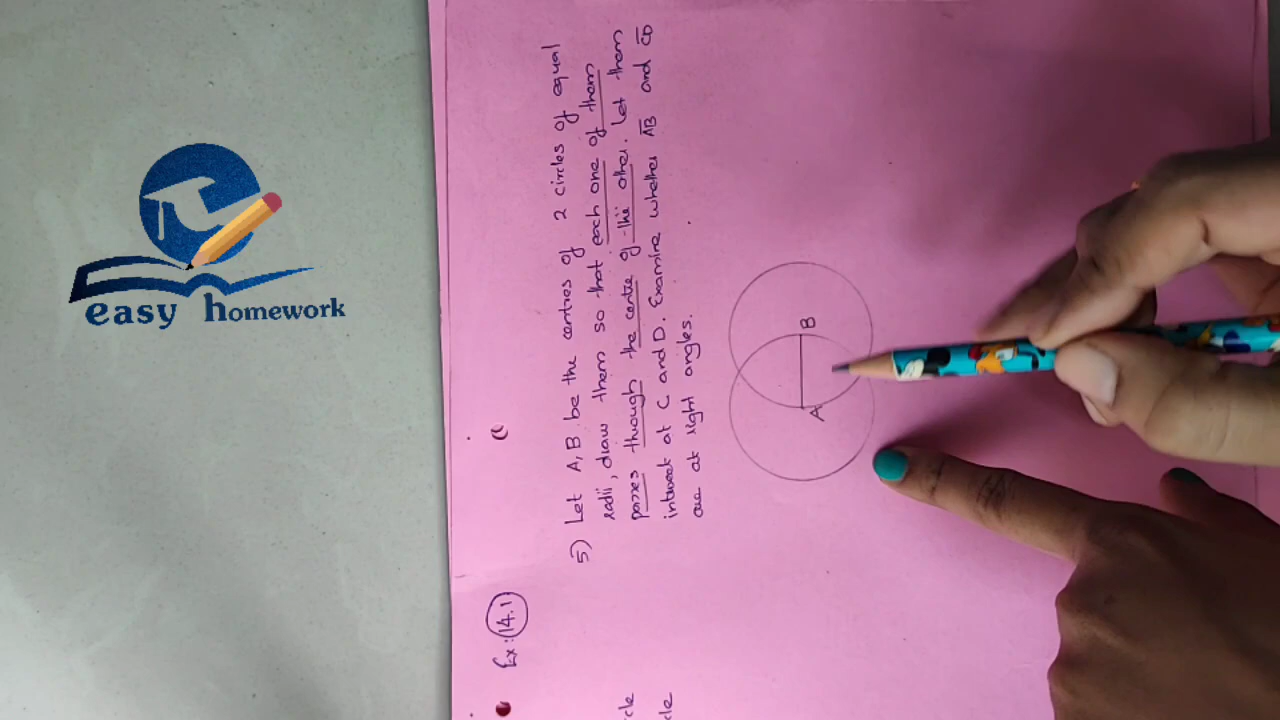 easy homework
Ex: 14.1
5) Let A, B be the centres of 2 circles of equal
radii, draw them so that each one of them
passes through the centre of the other. Let them
intersect at C and D. Examine whether AB and CD
are at right angles.
A
B
cle
cle